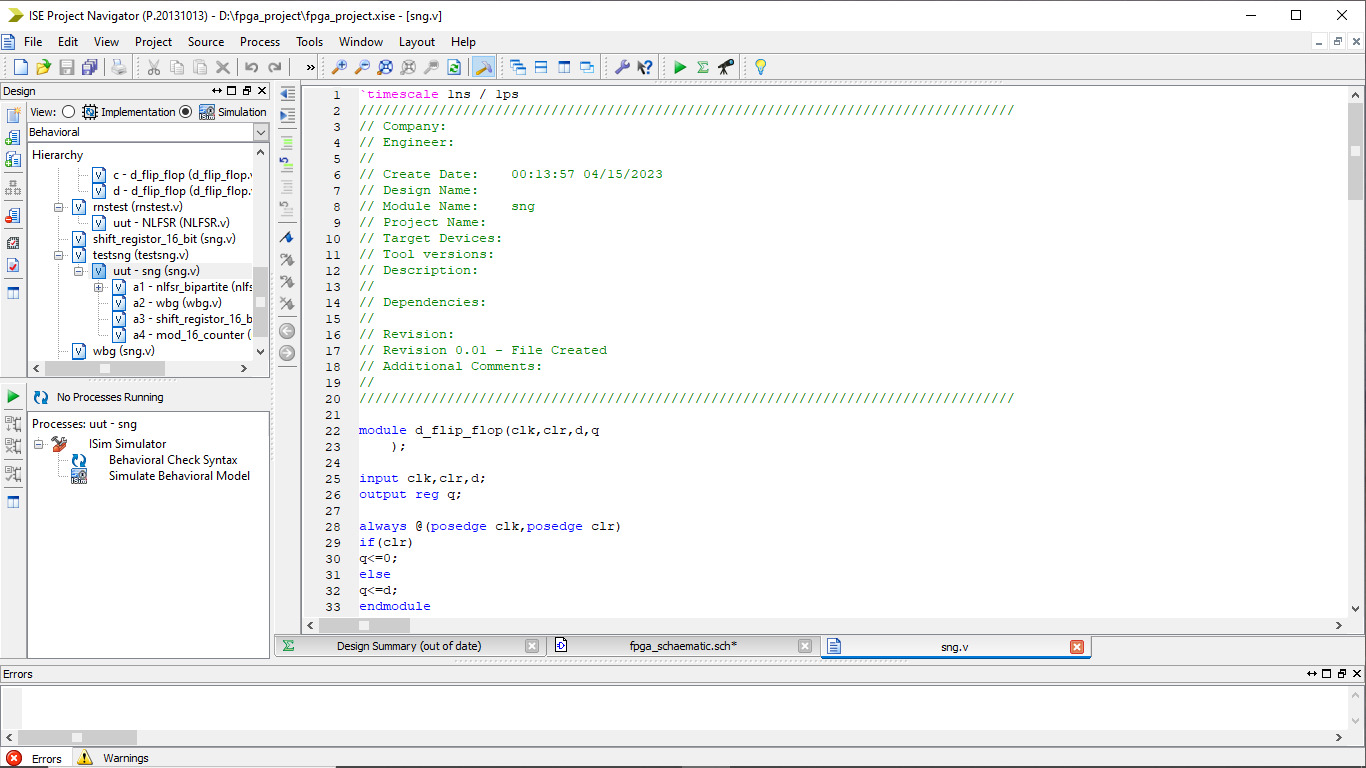 ISE Project Navigator (P.20131013) - D:\fpga_project\fpga_project.xise - [sng.v]
File Edit View Project Source Process Tools Window Layout Help
»
Design
View: Implementation Simulation
Behavioral
Hierarchy
c - d_flip_flop (d_flip_flop.v
d - d_flip_flop (d_flip_flop.
rnstest (rnstest.v)
uut - NLFSR (NLFSR.v)
shift_registor_16_bit (sng.v)
testsng (testsng.v)
uut - sng (sng.v)
a1 - nlfsr_bipartite (nlfs
a2 - wbg (wbg.v)
a3 - shift_registor_16_b
a4 - mod_16_counter (
wbg (sng.v)
No Processes Running
Processes: uut - sng
ISim Simulator
Behavioral Check Syntax
Simulate Behavioral Model
1 `timescale 1ns / 1ps
2 //////////////////////////////////////////////////////////////////////////////////
3 // Company:
4 // Engineer:
5 //
6 // Create Date:    00:13:57 04/15/2023
7 // Design Name:
8 // Module Name:    sng
9 // Project Name:
10 // Target Devices:
11 // Tool versions:
12 // Description:
13 //
14 // Dependencies:
15 //
16 // Revision:
17 // Revision 0.01 - File Created
18 // Additional Comments:
19 //
20 //////////////////////////////////////////////////////////////////////////////////
21
22 module d_flip_flop(clk,clr,d,q
23     );
24
25 input clk,clr,d;
26 output reg q;
27
28 always @(posedge clk,posedge clr)
29 if(clr)
30 q<=0;
31 else
32 q<=d;
33 endmodule
Design Summary (out of date) fpga_schaematic.sch* sng.v
Errors
Errors Warnings